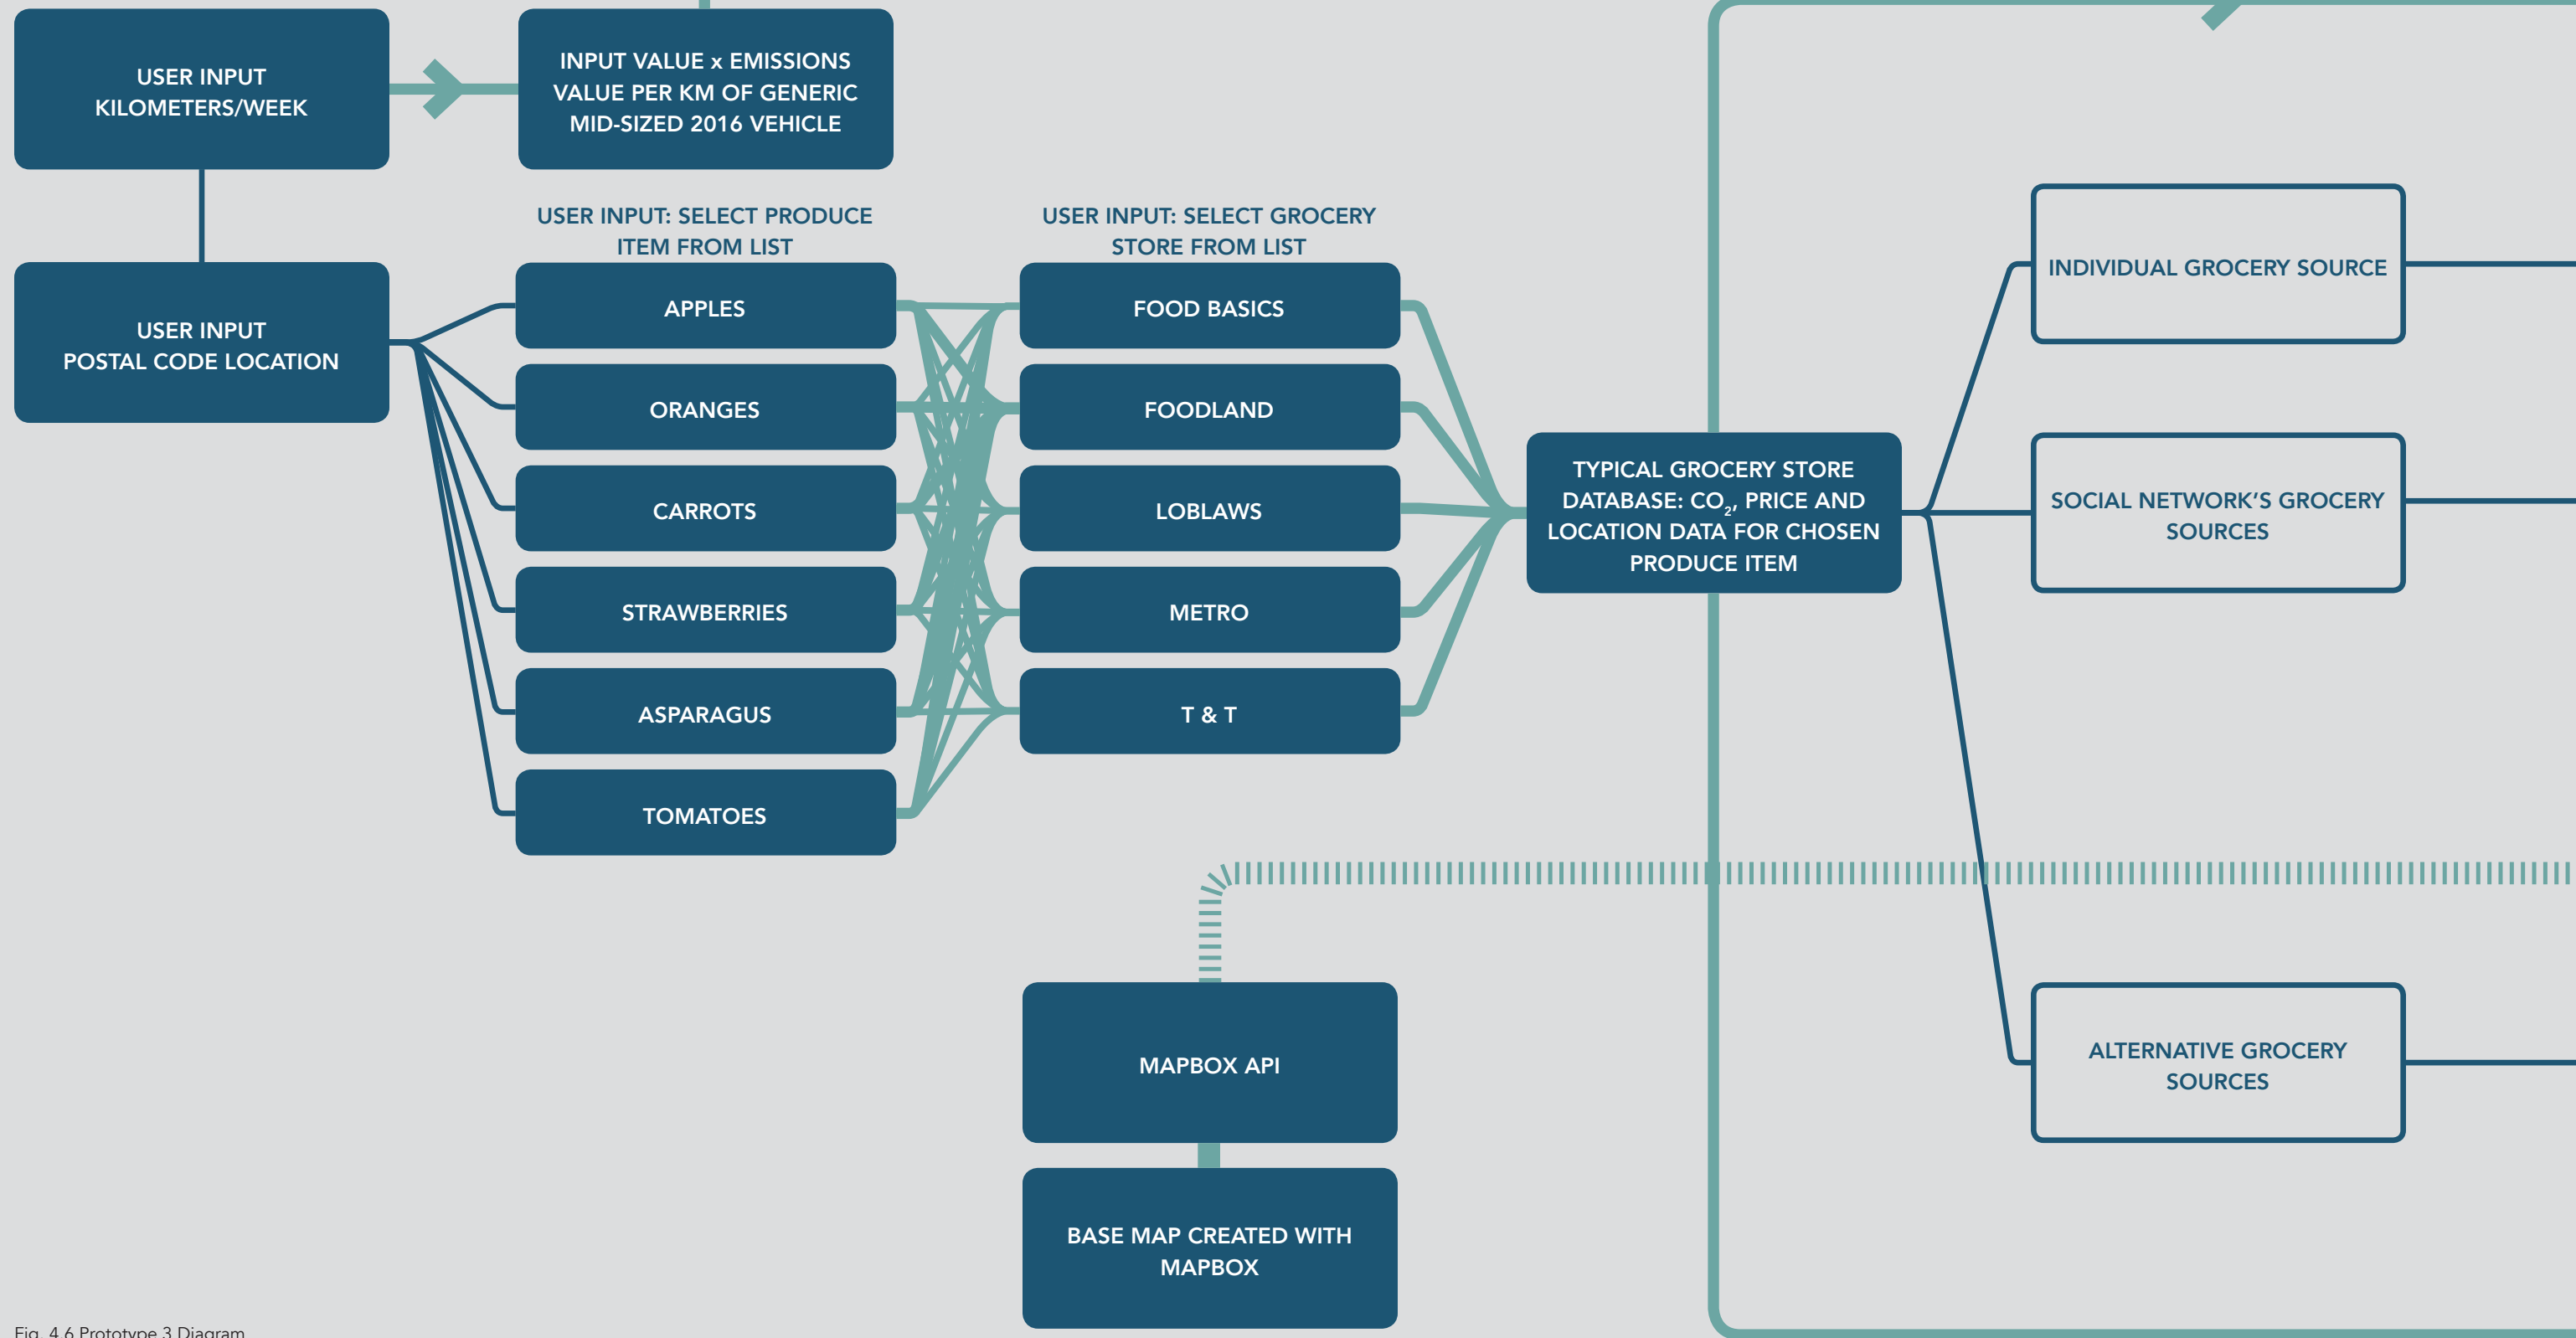 USER INPUT
KILOMETERS/WEEK
INPUT VALUE x EMISSIONS
VALUE PER KM OF GENERIC
MID-SIZED 2016 VEHICLE
USER INPUT
POSTAL CODE LOCATION
USER INPUT: SELECT PRODUCE
ITEM FROM LIST
APPLES
ORANGES
CARROTS
STRAWBERRIES
ASPARAGUS
TOMATOES
USER INPUT: SELECT GROCERY
STORE FROM LIST
FOOD BASICS
FOODLAND
LOBLAWS
METRO
T & T
TYPICAL GROCERY STORE
DATABASE: CO₂, PRICE AND
LOCATION DATA FOR CHOSEN
PRODUCE ITEM
INDIVIDUAL GROCERY SOURCE
SOCIAL NETWORK’S GROCERY
SOURCES
ALTERNATIVE GROCERY
SOURCES
MAPBOX API
BASE MAP CREATED WITH
MAPBOX
Fig. 4.6 Prototype 3 Diagram